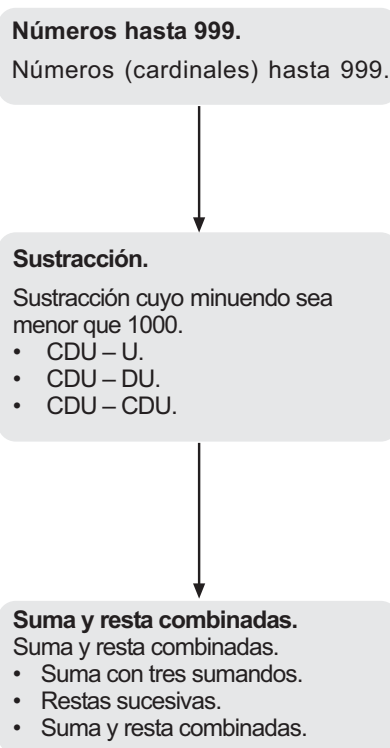 Números hasta 999.
Números (cardinales) hasta 999.
Sustracción.
Sustracción cuyo minuendo sea
menor que 1000.
• CDU – U.
• CDU – DU.
• CDU – CDU.
Suma y resta combinadas.
Suma y resta combinadas.
• Suma con tres sumandos.
• Restas sucesivas.
• Suma y resta combinadas.